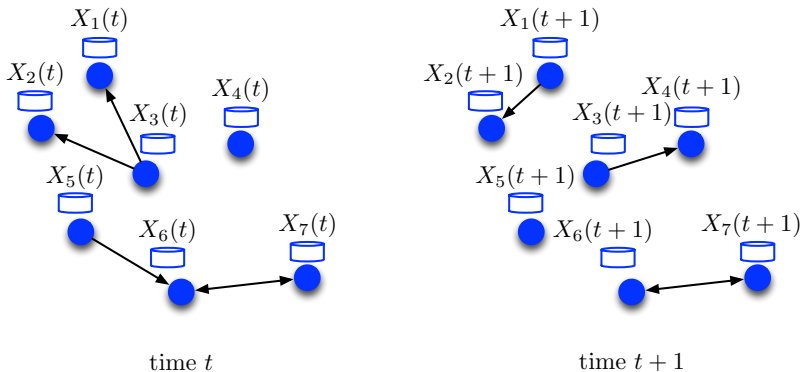 X₁(t)
X₂(t)
X₃(t)
X₄(t)
X₅(t)
X₆(t)
X₇(t)
time t
X₁(t+1)
X₂(t+1)
X₃(t+1)
X₄(t+1)
X₅(t+1)
X₆(t+1)
X₇(t+1)
time t + 1